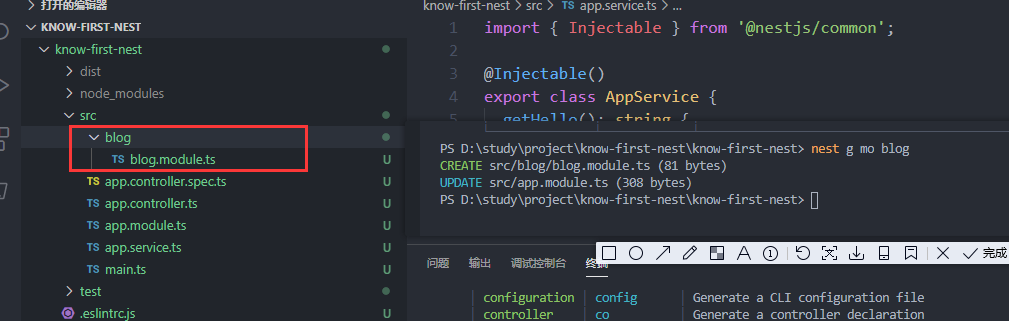 打开的编辑器
KNOW-FIRST-NEST
know-first-nest
dist
node_modules
src
blog
TS blog.module.ts U
TS app.controller.spec.ts U
TS app.controller.ts U
TS app.module.ts U
TS app.service.ts U
TS main.ts U
test
.eslintrc.js U
know-first-nest > src > TS app.service.ts > ...
1 import { Injectable } from '@nestjs/common';
2
3 @Injectable()
4 export class AppService {
5 getHello(): string {
PS D:\study\project\know-first-nest\know-first-nest> nest g mo blog
CREATE src/blog/blog.module.ts (81 bytes)
UPDATE src/app.module.ts (308 bytes)
PS D:\study\project\know-first-nest\know-first-nest>
A 1 完成
问题 输出 调试控制台
configuration | config | Generate a CLI configuration file
controller | co | Generate a controller declaration